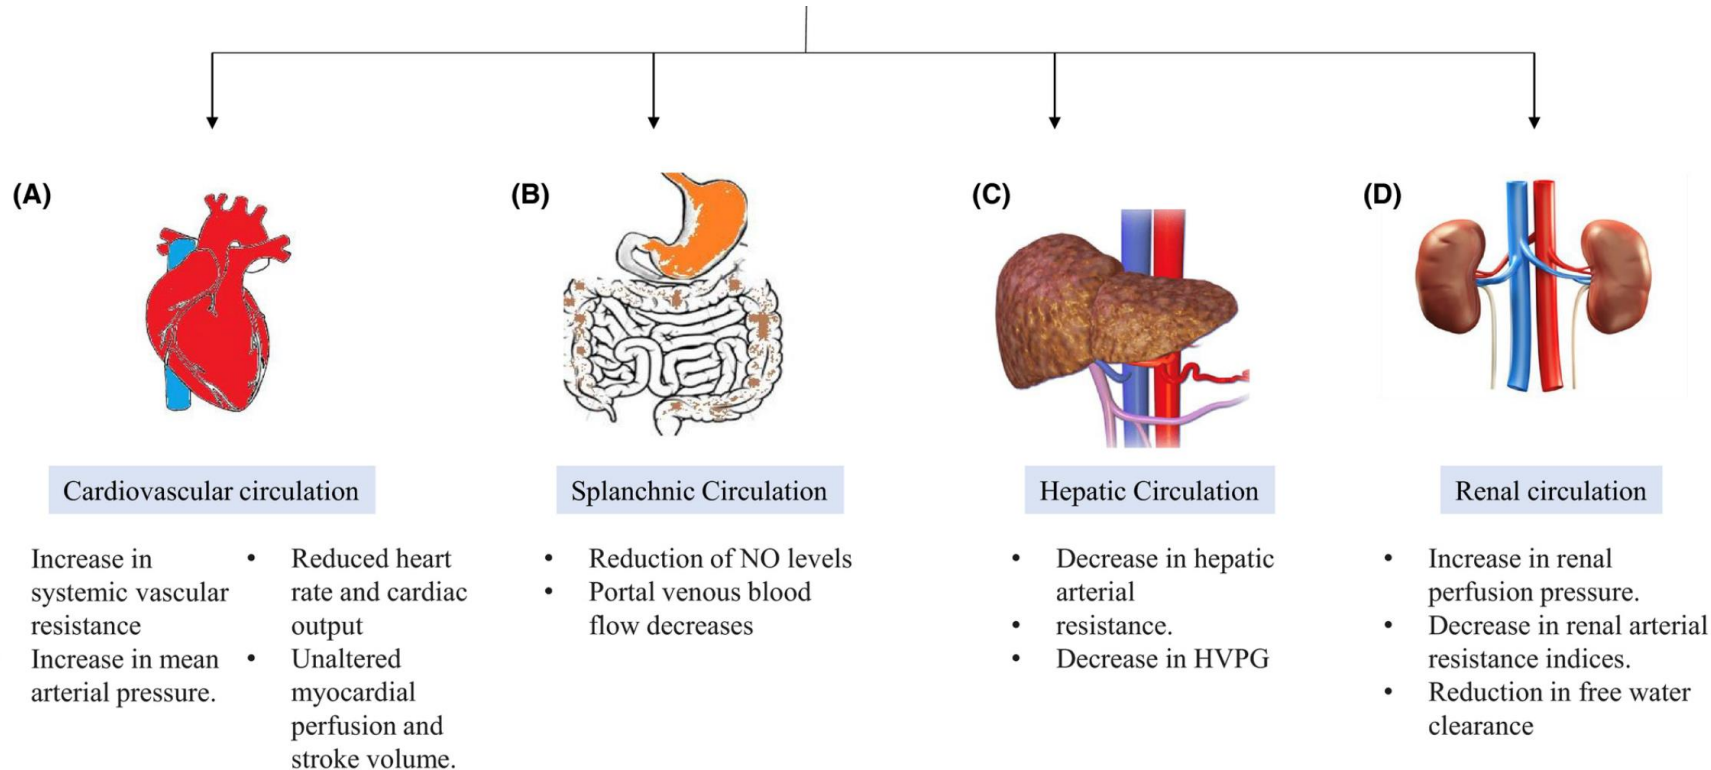 (A)
Cardiovascular circulation
Increase in
systemic vascular
resistance
Increase in mean
arterial pressure.
• Reduced heart
rate and cardiac
output
• Unaltered
myocardial
perfusion and
stroke volume.
(B)
Splanchnic Circulation
• Reduction of NO levels
• Portal venous blood
flow decreases
(C)
Hepatic Circulation
• Decrease in hepatic
arterial
• resistance.
• Decrease in HVPG
(D)
Renal circulation
• Increase in renal
perfusion pressure.
• Decrease in renal arterial
resistance indices.
• Reduction in free water
clearance